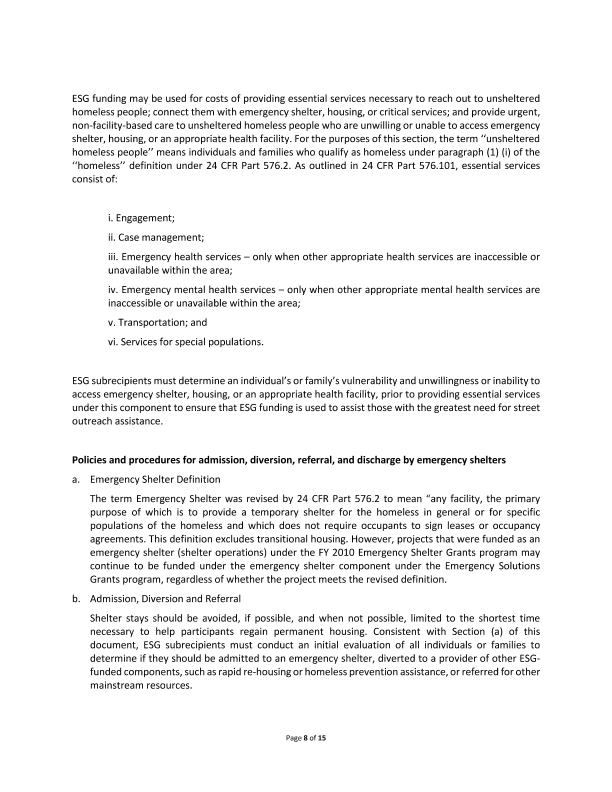 ESG funding may be used for costs of providing essential services necessary to reach out to unsheltered
homeless people; connect them with emergency shelter, housing, or critical services; and provide urgent,
non-facility-based care to unsheltered homeless people who are unwilling or unable to access emergency
shelter, housing, or an appropriate health facility. For the purposes of this section, the term ‘‘unsheltered
homeless people’’ means individuals and families who qualify as homeless under paragraph (1) (i) of the
‘‘homeless’’ definition under 24 CFR Part 576.2. As outlined in 24 CFR Part 576.101, essential services
consist of:
i. Engagement;
ii. Case management;
iii. Emergency health services – only when other appropriate health services are inaccessible or
unavailable within the area;
iv. Emergency mental health services – only when other appropriate mental health services are
inaccessible or unavailable within the area;
v. Transportation; and
vi. Services for special populations.
ESG subrecipients must determine an individual’s or family’s vulnerability and unwillingness or inability to
access emergency shelter, housing, or an appropriate health facility, prior to providing essential services
under this component to ensure that ESG funding is used to assist those with the greatest need for street
outreach assistance.
Policies and procedures for admission, diversion, referral, and discharge by emergency shelters
a. Emergency Shelter Definition
The term Emergency Shelter was revised by 24 CFR Part 576.2 to mean “any facility, the primary
purpose of which is to provide a temporary shelter for the homeless in general or for specific
populations of the homeless and which does not require occupants to sign leases or occupancy
agreements. This definition excludes transitional housing. However, projects that were funded as an
emergency shelter (shelter operations) under the FY 2010 Emergency Shelter Grants program may
continue to be funded under the emergency shelter component under the Emergency Solutions
Grants program, regardless of whether the project meets the revised definition.
b. Admission, Diversion and Referral
Shelter stays should be avoided, if possible, and when not possible, limited to the shortest time
necessary to help participants regain permanent housing. Consistent with Section (a) of this
document, ESG subrecipients must conduct an initial evaluation of all individuals or families to
determine if they should be admitted to an emergency shelter, diverted to a provider of other ESG-
funded components, such as rapid re-housing or homeless prevention assistance, or referred for other
mainstream resources.
Page 8 of 15